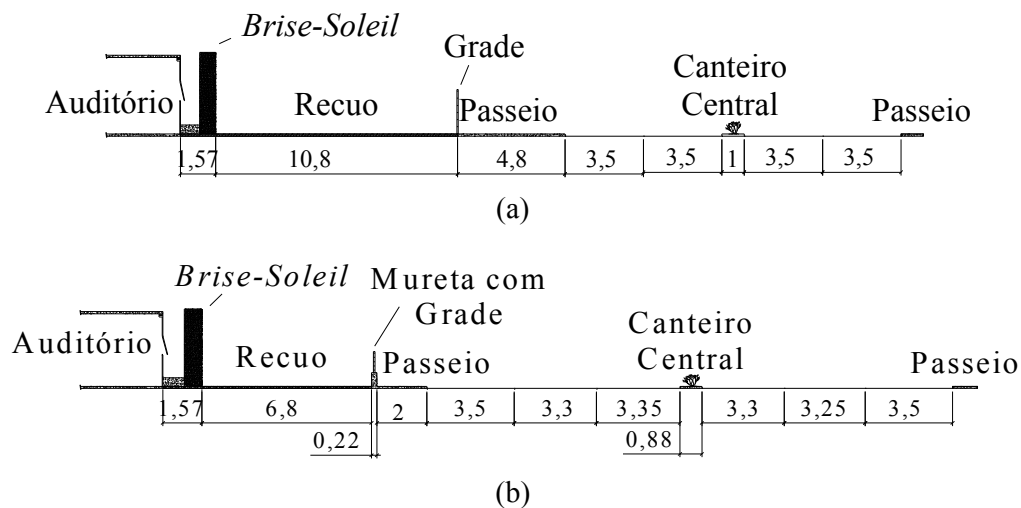 Brise-Soleil
Grade
Canteiro
Central
Auditório
Recuo
Passeio
Passeio
1,57
10,8
4,8
3,5
3,5
1
3,5
3,5
(a)
Brise-Soleil
Mureta com
Grade
Canteiro
Central
Auditório
Recuo
Passeio
Passeio
1,57
6,8
2
3,5
3,3
3,35
3,3
3,25
3,5
0,22
0,88
(b)